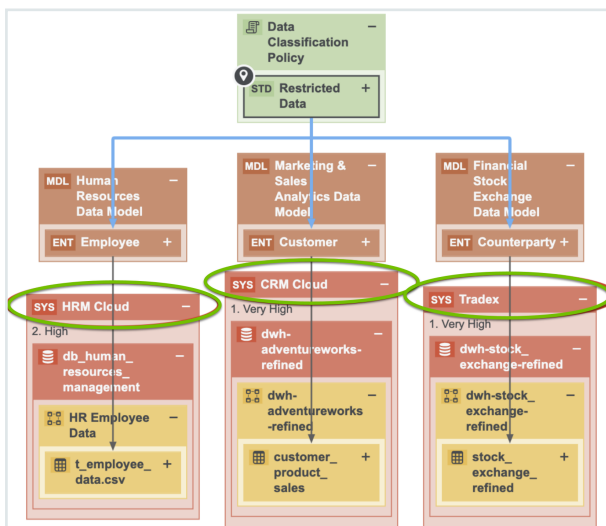 Data
Classification
Policy
−
STD Restricted
Data
+
MDL Human
Resources
Data Model
−
ENT Employee +
MDL Marketing &
Sales
Analytics Data
Model
−
ENT Customer +
MDL Financial
Stock
Exchange
Data Model
−
ENT Counterparty +
SYS HRM Cloud −
2. High
db_human_
resources_
management
−
HR Employee
Data
−
t_employee_
data.csv
+
SYS CRM Cloud −
1. Very High
dwh-
adventureworks-
refined
−
dwh-
adventureworks
-refined
−
customer_
product_
sales
+
SYS Tradex −
1. Very High
dwh-stock_
exchange-refined
−
dwh-stock_
exchange-
refined
−
stock_
exchange_
refined
+